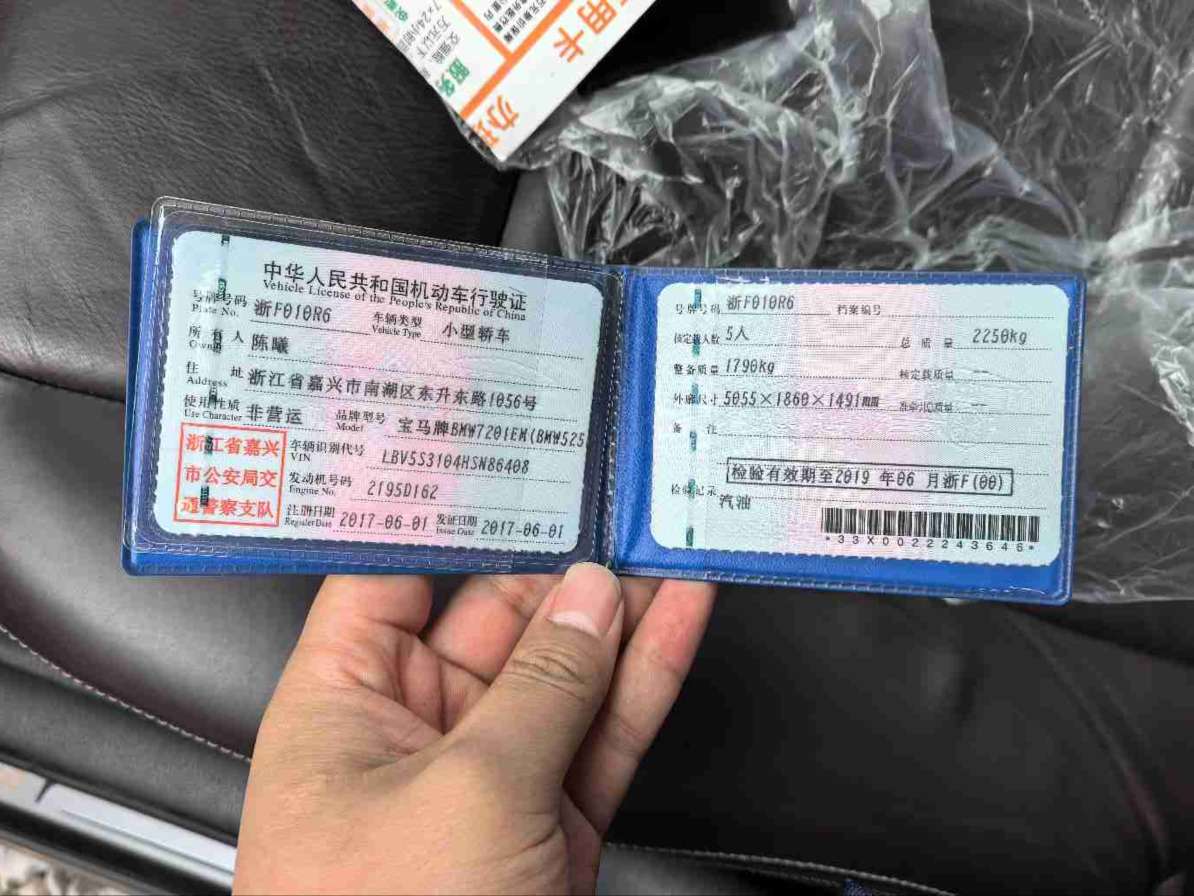 用卡
办理
服务
中华人民共和国机动车行驶证
Vehicle License of the People's Republic of China
号牌号码 浙F010R6 车辆类型 小型轿车
Plate No. Vehicle Type
所有人 陈曦
Owner
住址 浙江省嘉兴市南湖区东升东路1056号
Address
使用性质 非营运 品牌型号 宝马牌BMW7201EM(BMW525
Use Character Model
浙江省嘉兴
市公安局交
通警察支队
车辆识别代号 LBV5S3104HSN86408
VIN
发动机号码 2195D162
Engine No.
注册日期 2017-06-01 发证日期 2017-06-01
Register Date Issue Date
号牌号码 浙F010R6 档案编号
核定载人数 5人 总质量 2250kg
整备质量 1790kg 核定载质量 --
外廓尺寸 5055×1860×1491mm 准牵引总质量 --
备注
检验有效期至2019 年06 月浙F(00)
检验记录 汽油
*33X0022243646*